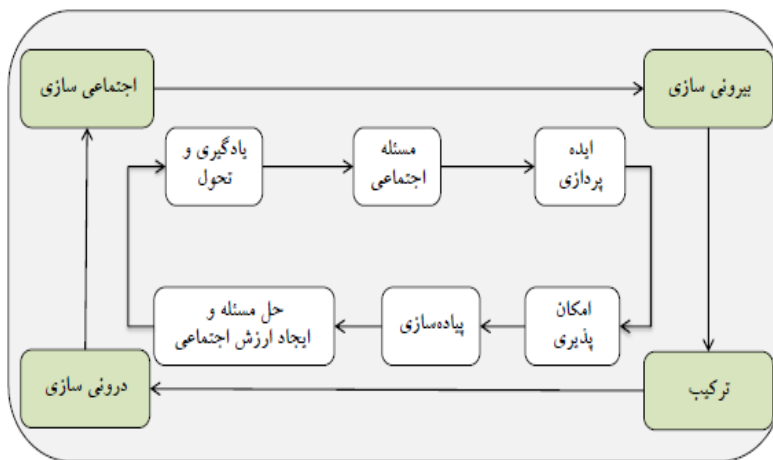 بیرونی سازی
اجتماعی سازی
ایده
پردازی
مسئله
اجتماعی
یادگیری و
تحول
امکان
پذیری
پیاده‌سازی
حل مسئله و
ایجاد ارزش اجتماعی
ترکیب
درونی سازی